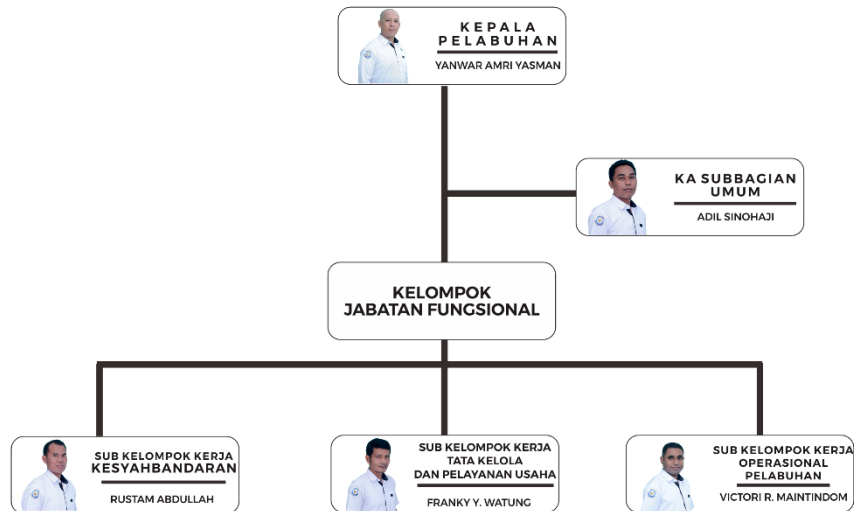 KEPALA
PELABUHAN
YANWAR AMRI YASMAN
KA SUBBAGIAN
UMUM
ADIL SINOHAJI
KELOMPOK
JABATAN FUNGSIONAL
SUB KELOMPOK KERJA
KESYAHBANDARAN
RUSTAM ABDULLAH
SUB KELOMPOK KERJA
TATA KELOLA
DAN PELAYANAN USAHA
FRANKY Y. WATUNG
SUB KELOMPOK KERJA
OPERASIONAL
PELABUHAN
VICTORI R. MAINTINDOM